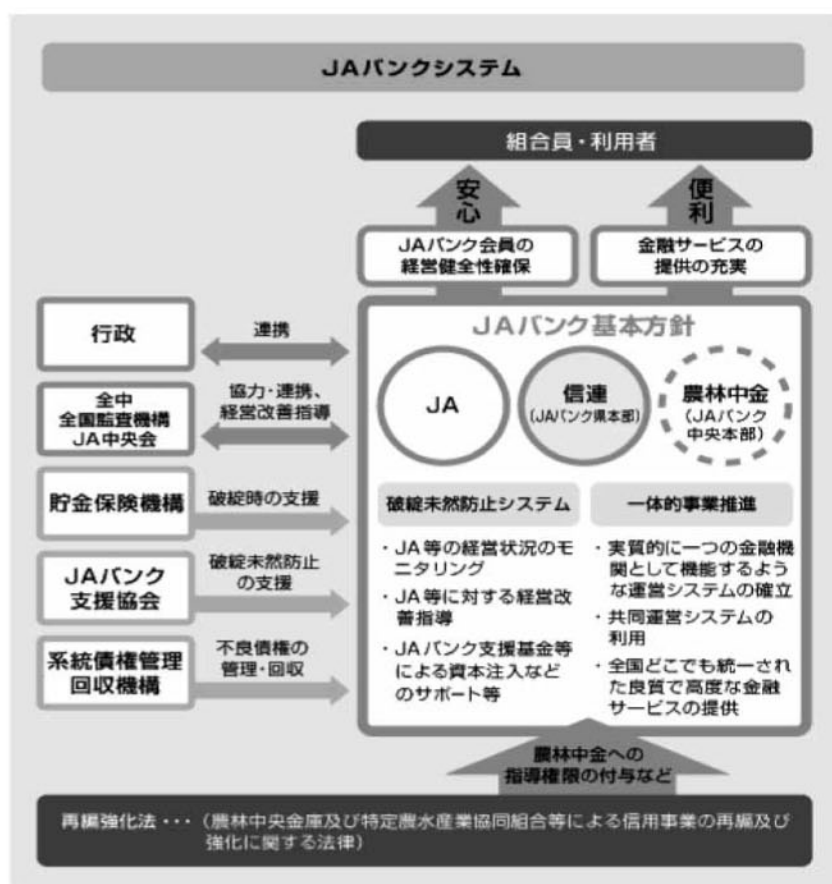 JAバンクシステム
組合員・利用者
安心
便利
JAバンク会員の
経営健全性確保
金融サービスの
提供の充実
JAバンク基本方針
行政
連携
全中
全国監査機構
JA中央会
協力・連携、
経営改善指導
貯金保険機構
破綻時の支援
JAバンク
支援協会
破綻未然防止
の支援
系統債権管理
回収機構
不良債権の
管理・回収
JA
信連
(JAバンク県本部)
農林中金
(JAバンク
中央本部)
破綻未然防止システム
・JA等の経営状況のモ
ニタリング
・JA等に対する経営改
善指導
・JAバンク支援基金等
による資本注入など
のサポート等
一体的事業推進
・実質的に一つの金融機
関として機能するよう
な運営システムの確立
・共同運営システムの
利用
・全国どこでも統一され
た良質で高度な金融
サービスの提供
農林中金への
指導権限の付与など
再編強化法・・・(農林中央金庫及び特定農水産業協同組合等による信用事業の再編及び
強化に関する法律)